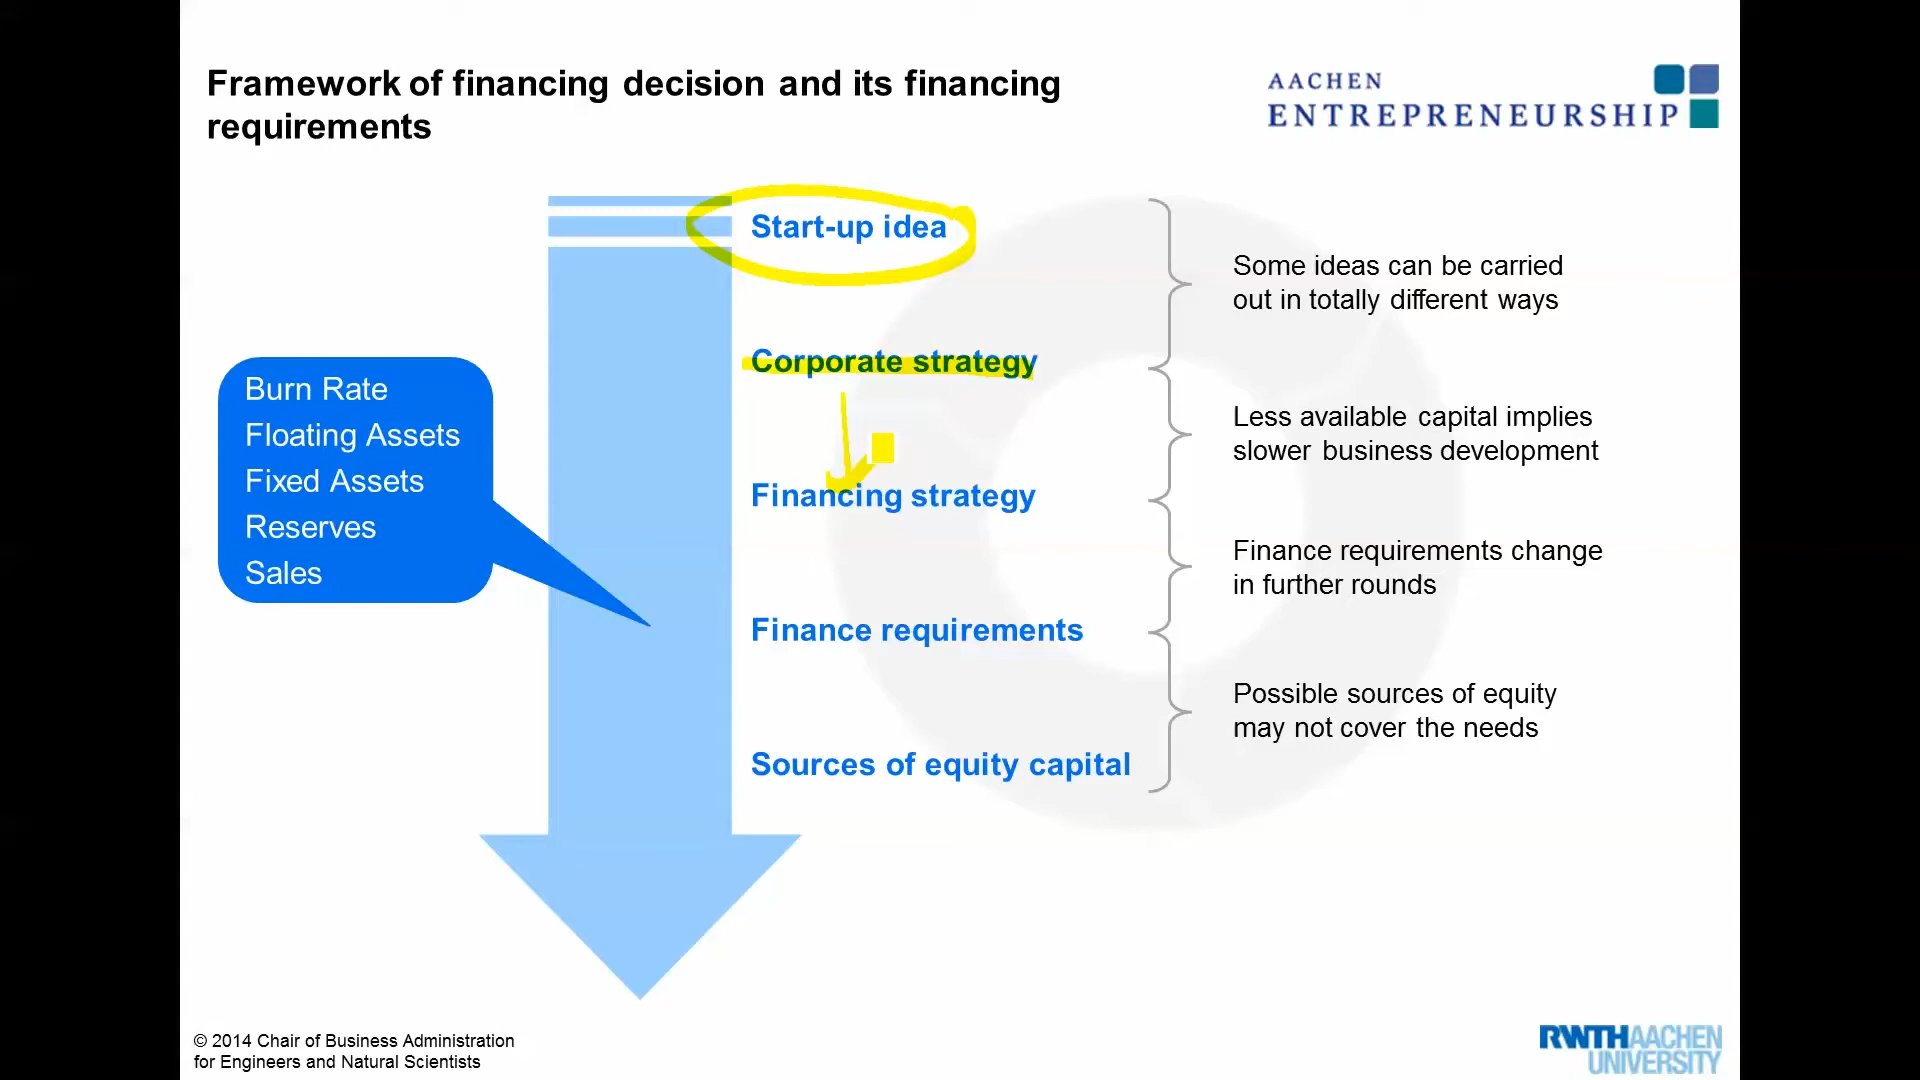 Framework of financing decision and its financing
requirements
AACHEN
ENTREPRENEURSHIP
Start-up idea
Some ideas can be carried
out in totally different ways
Corporate strategy
Burn Rate
Floating Assets
Fixed Assets
Reserves
Sales
Less available capital implies
slower business development
Financing strategy
Finance requirements change
in further rounds
Finance requirements
Possible sources of equity
may not cover the needs
Sources of equity capital
© 2014 Chair of Business Administration
for Engineers and Natural Scientists
RWTHAACHEN
UNIVERSITY